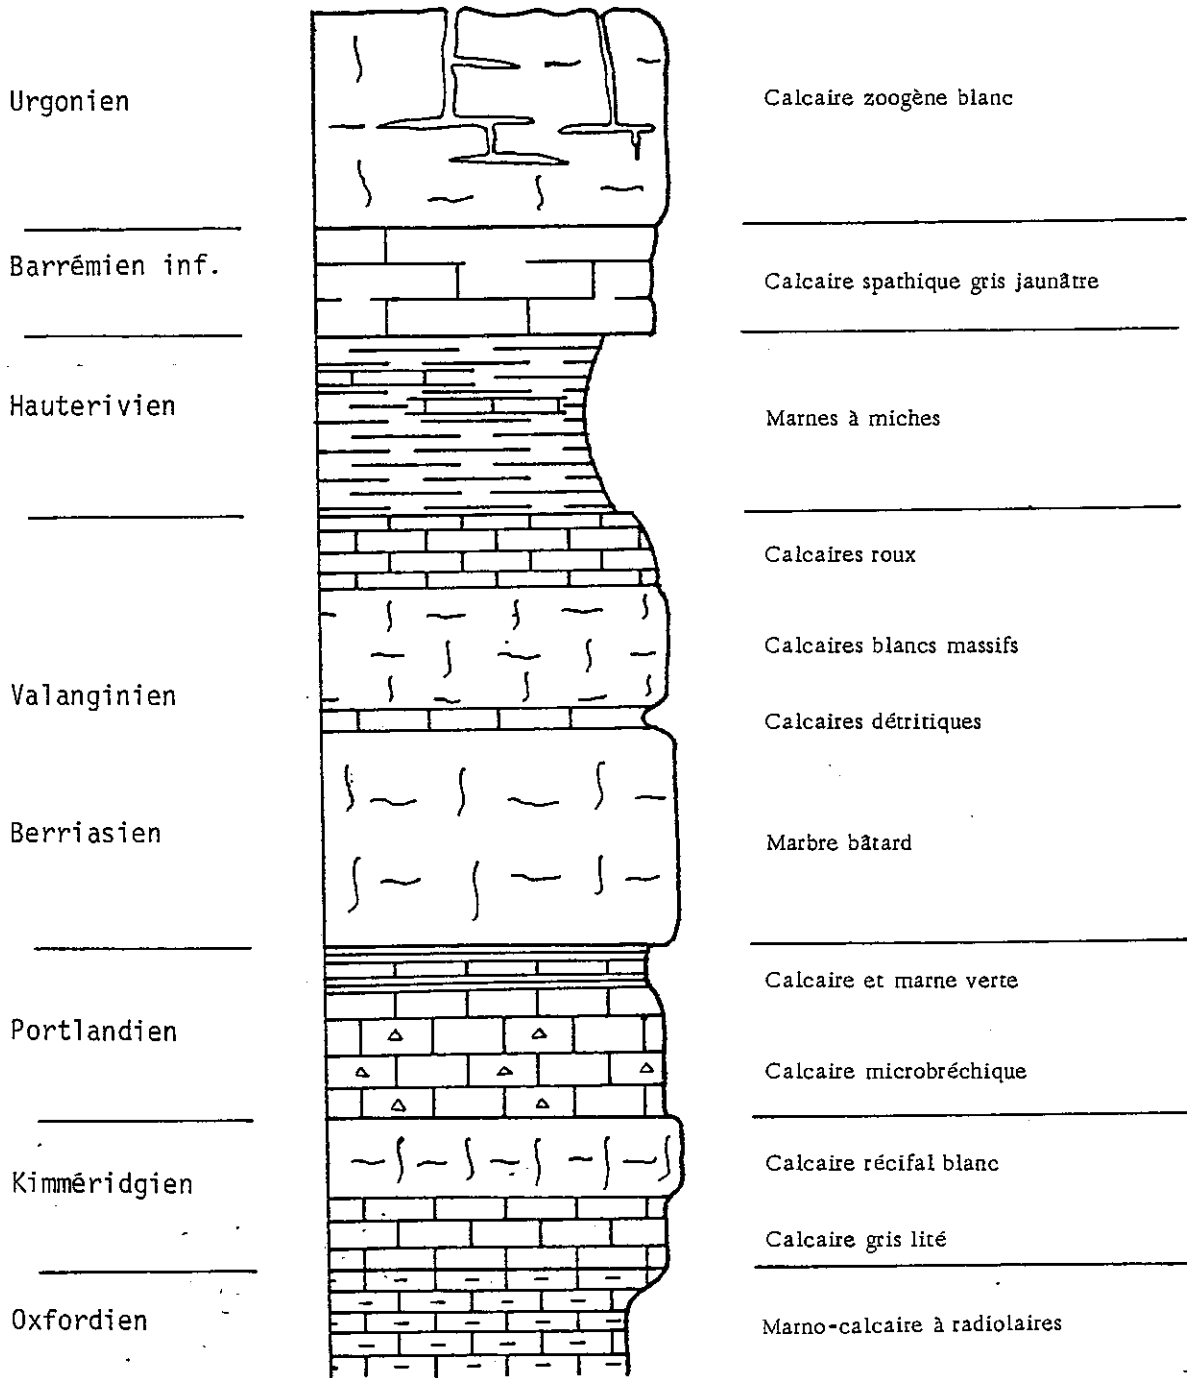 Urgonien
Calcaire zoogène blanc
Barrémien inf.
Calcaire spathique gris jaunâtre
Hauterivien
Marnes à miches
Calcaires roux
Calcaires blancs massifs
Valanginien
Calcaires détritiques
Berriasien
Marbre bâtard
Calcaire et marne verte
Portlandien
Calcaire microbréchique
Calcaire récifal blanc
Kimméridgien
Calcaire gris lité
Oxfordien
Marno-calcaire à radiolaires